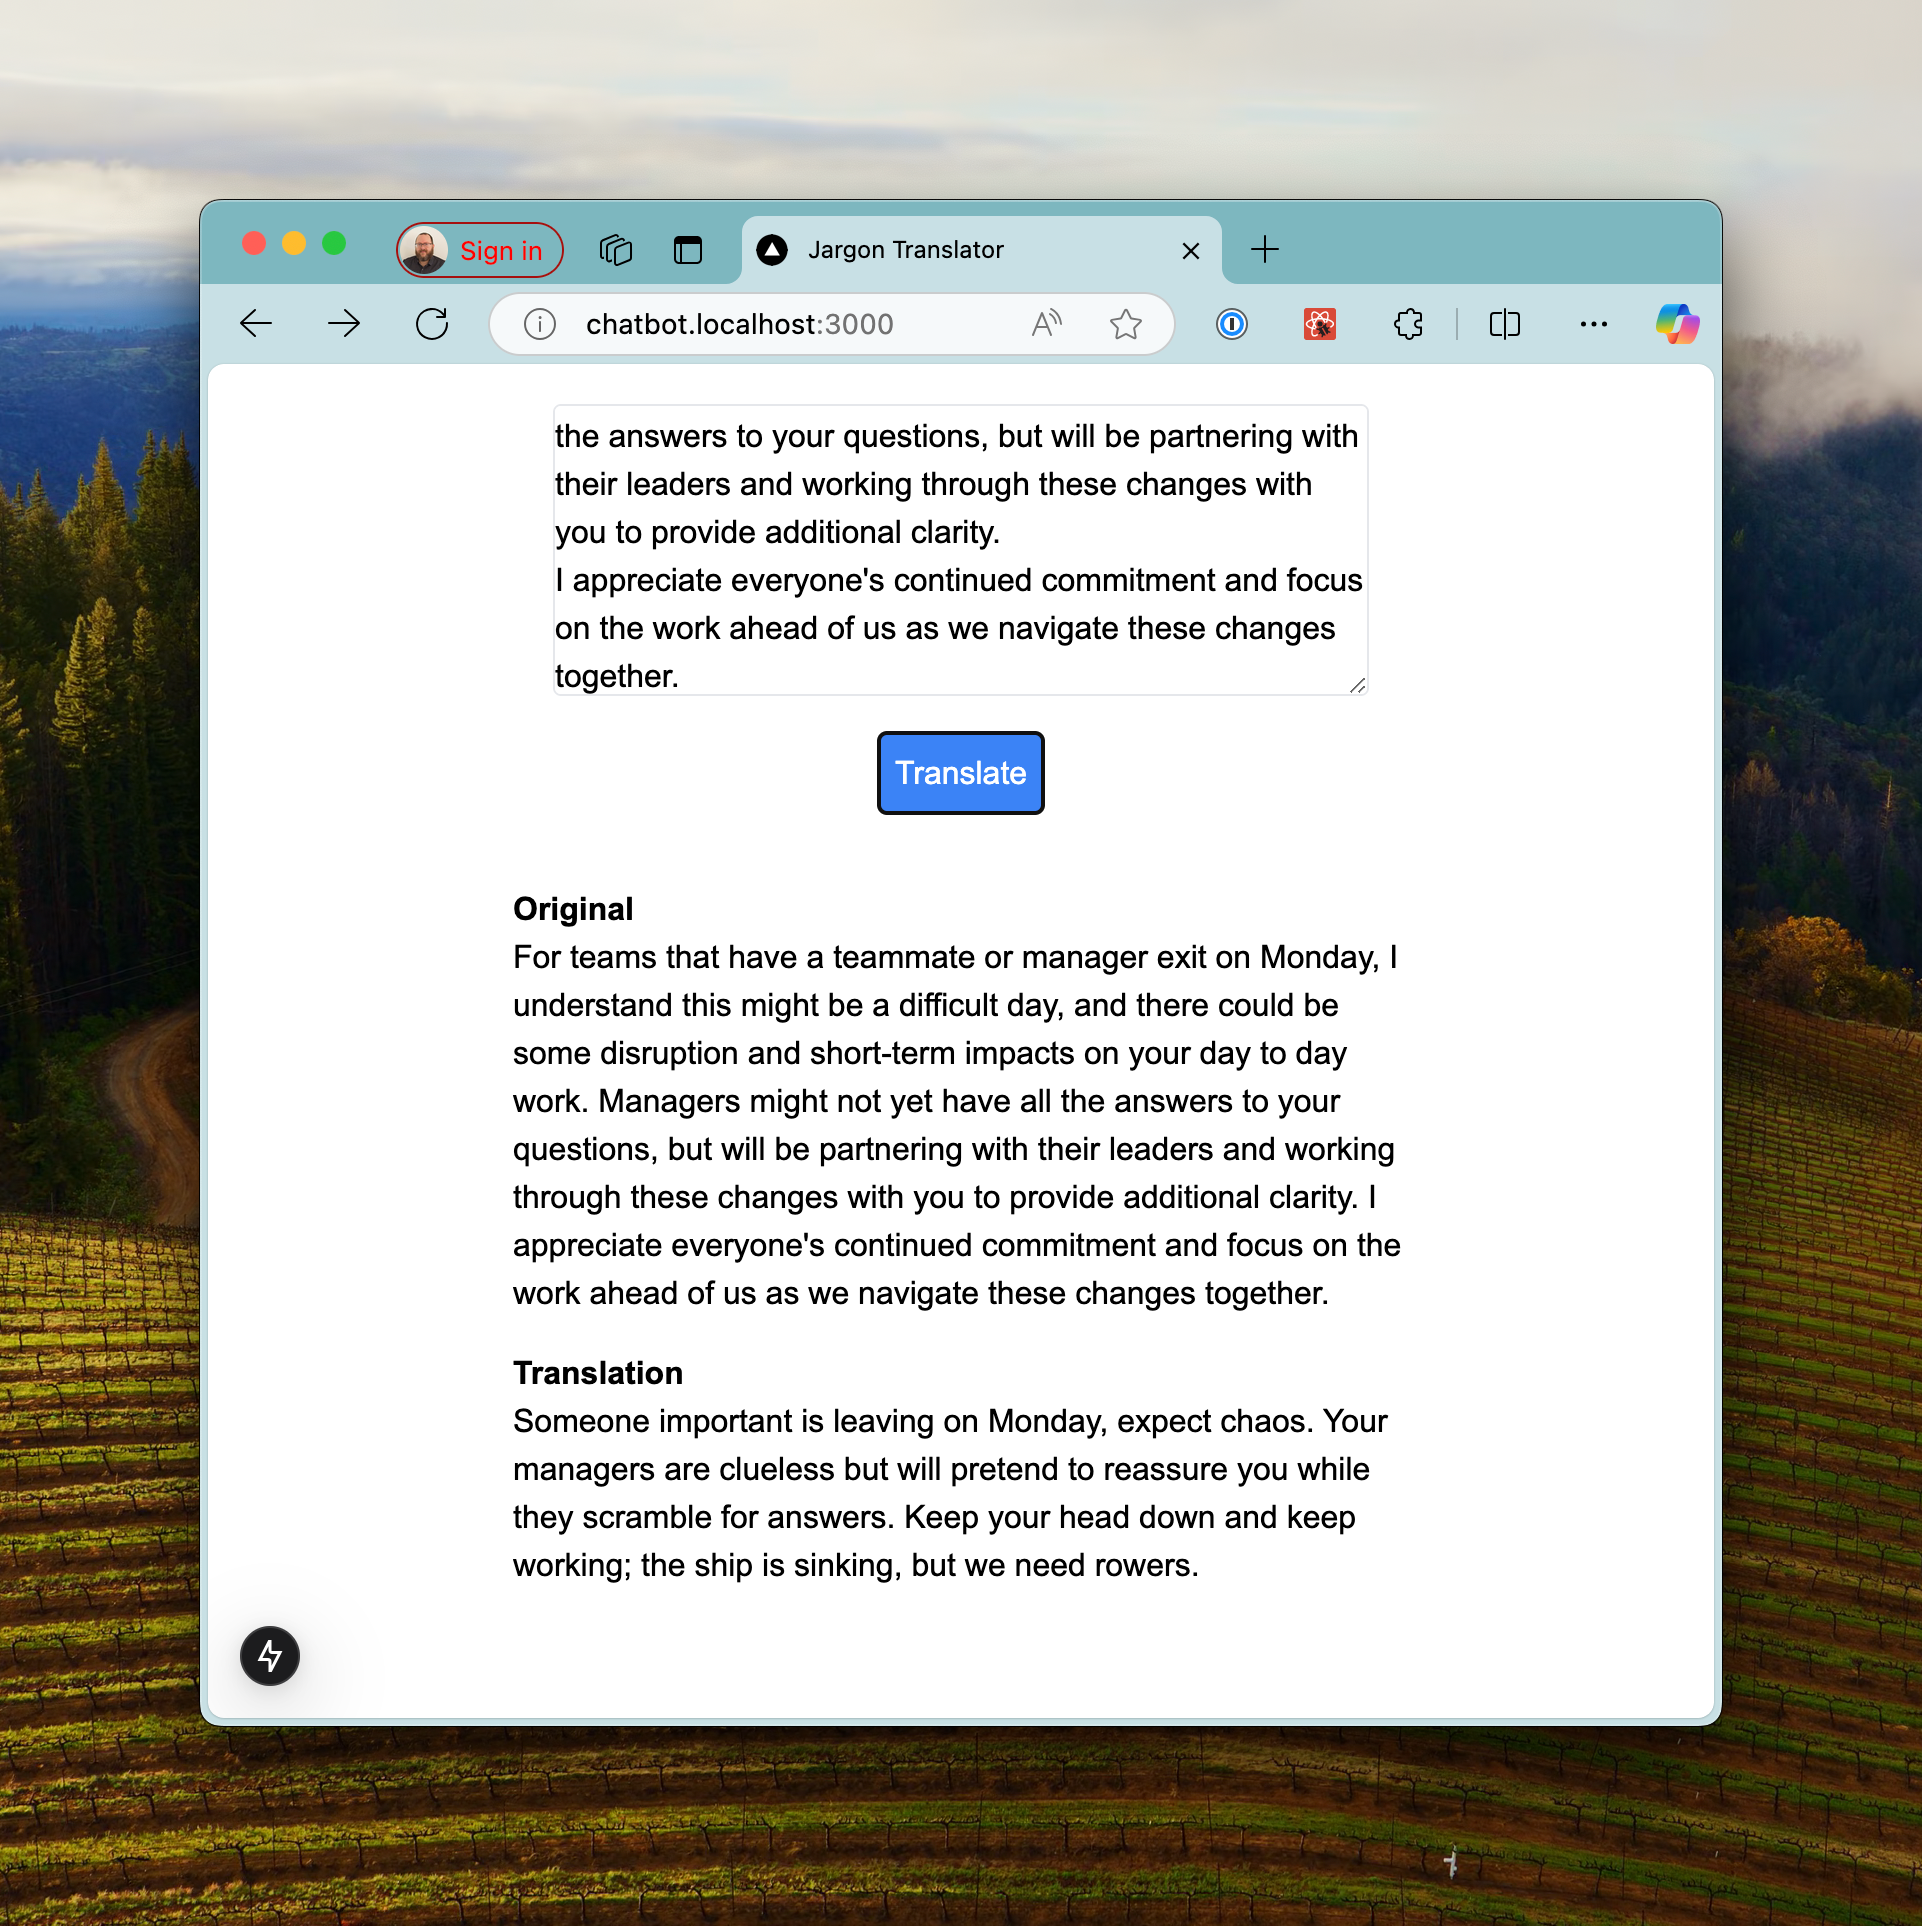 Sign in
Jargon Translator
chatbot.localhost:3000
the answers to your questions, but will be partnering with
their leaders and working through these changes with
you to provide additional clarity.
I appreciate everyone's continued commitment and focus
on the work ahead of us as we navigate these changes
together.
Translate
Original
For teams that have a teammate or manager exit on Monday, I
understand this might be a difficult day, and there could be
some disruption and short-term impacts on your day to day
work. Managers might not yet have all the answers to your
questions, but will be partnering with their leaders and working
through these changes with you to provide additional clarity. I
appreciate everyone's continued commitment and focus on the
work ahead of us as we navigate these changes together.
Translation
Someone important is leaving on Monday, expect chaos. Your
managers are clueless but will pretend to reassure you while
they scramble for answers. Keep your head down and keep
working; the ship is sinking, but we need rowers.